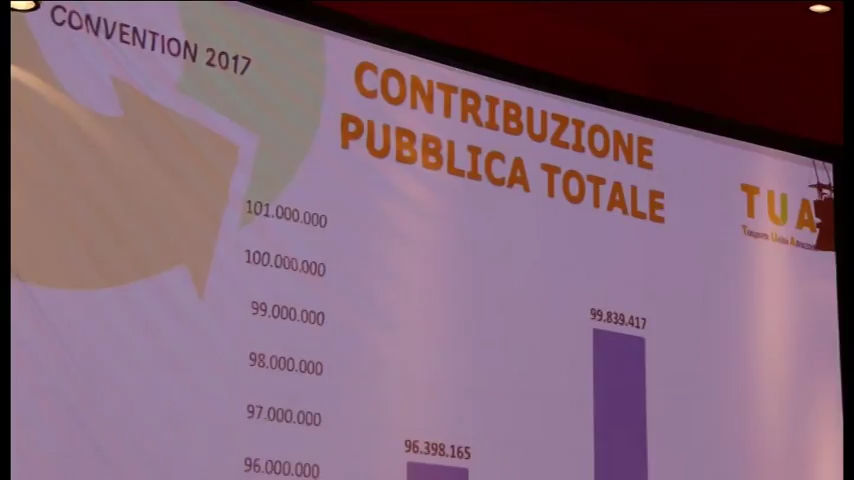 CONVENTION 2017
CONTRIBUZIONE
PUBBLICA TOTALE
TUA
101.000.000
100.000.000
99.000.000
99.839.417
98.000.000
97.000.000
96.398.165
96.000.000